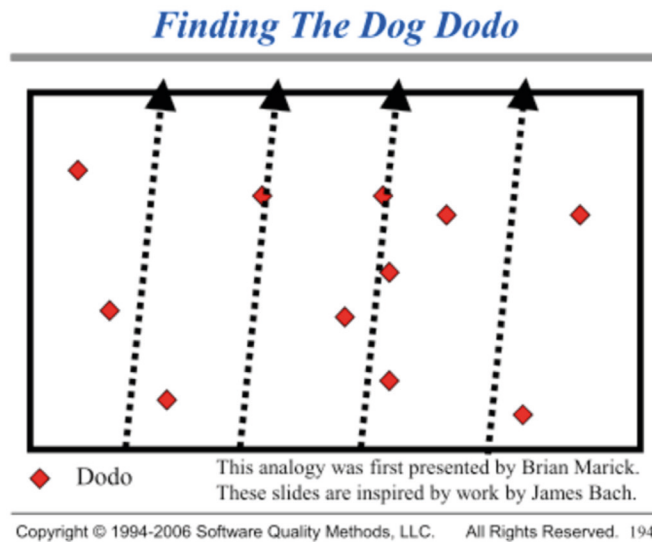 Finding The Dog Dodo
Dodo
This analogy was first presented by Brian Marick.
These slides are inspired by work by James Bach.
Copyright © 1994-2006 Software Quality Methods, LLC. All Rights Reserved. 194